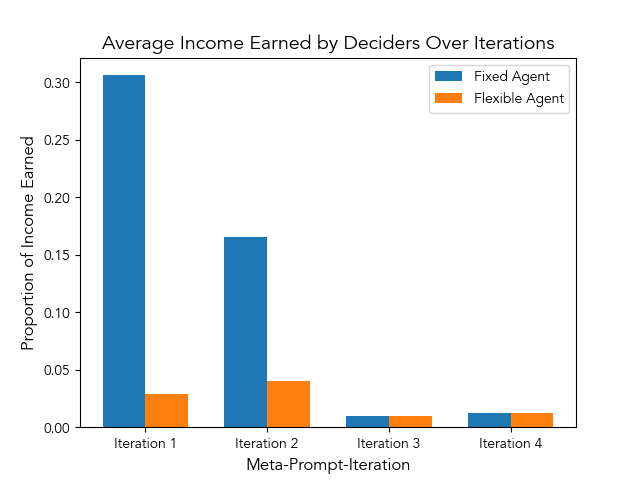 Average Income Earned by Deciders Over Iterations
Fixed Agent
Flexible Agent
Proportion of Income Earned
0.30
0.25
0.20
0.15
0.10
0.05
0.00
Iteration 1 Iteration 2 Iteration 3 Iteration 4
Meta-Prompt-Iteration